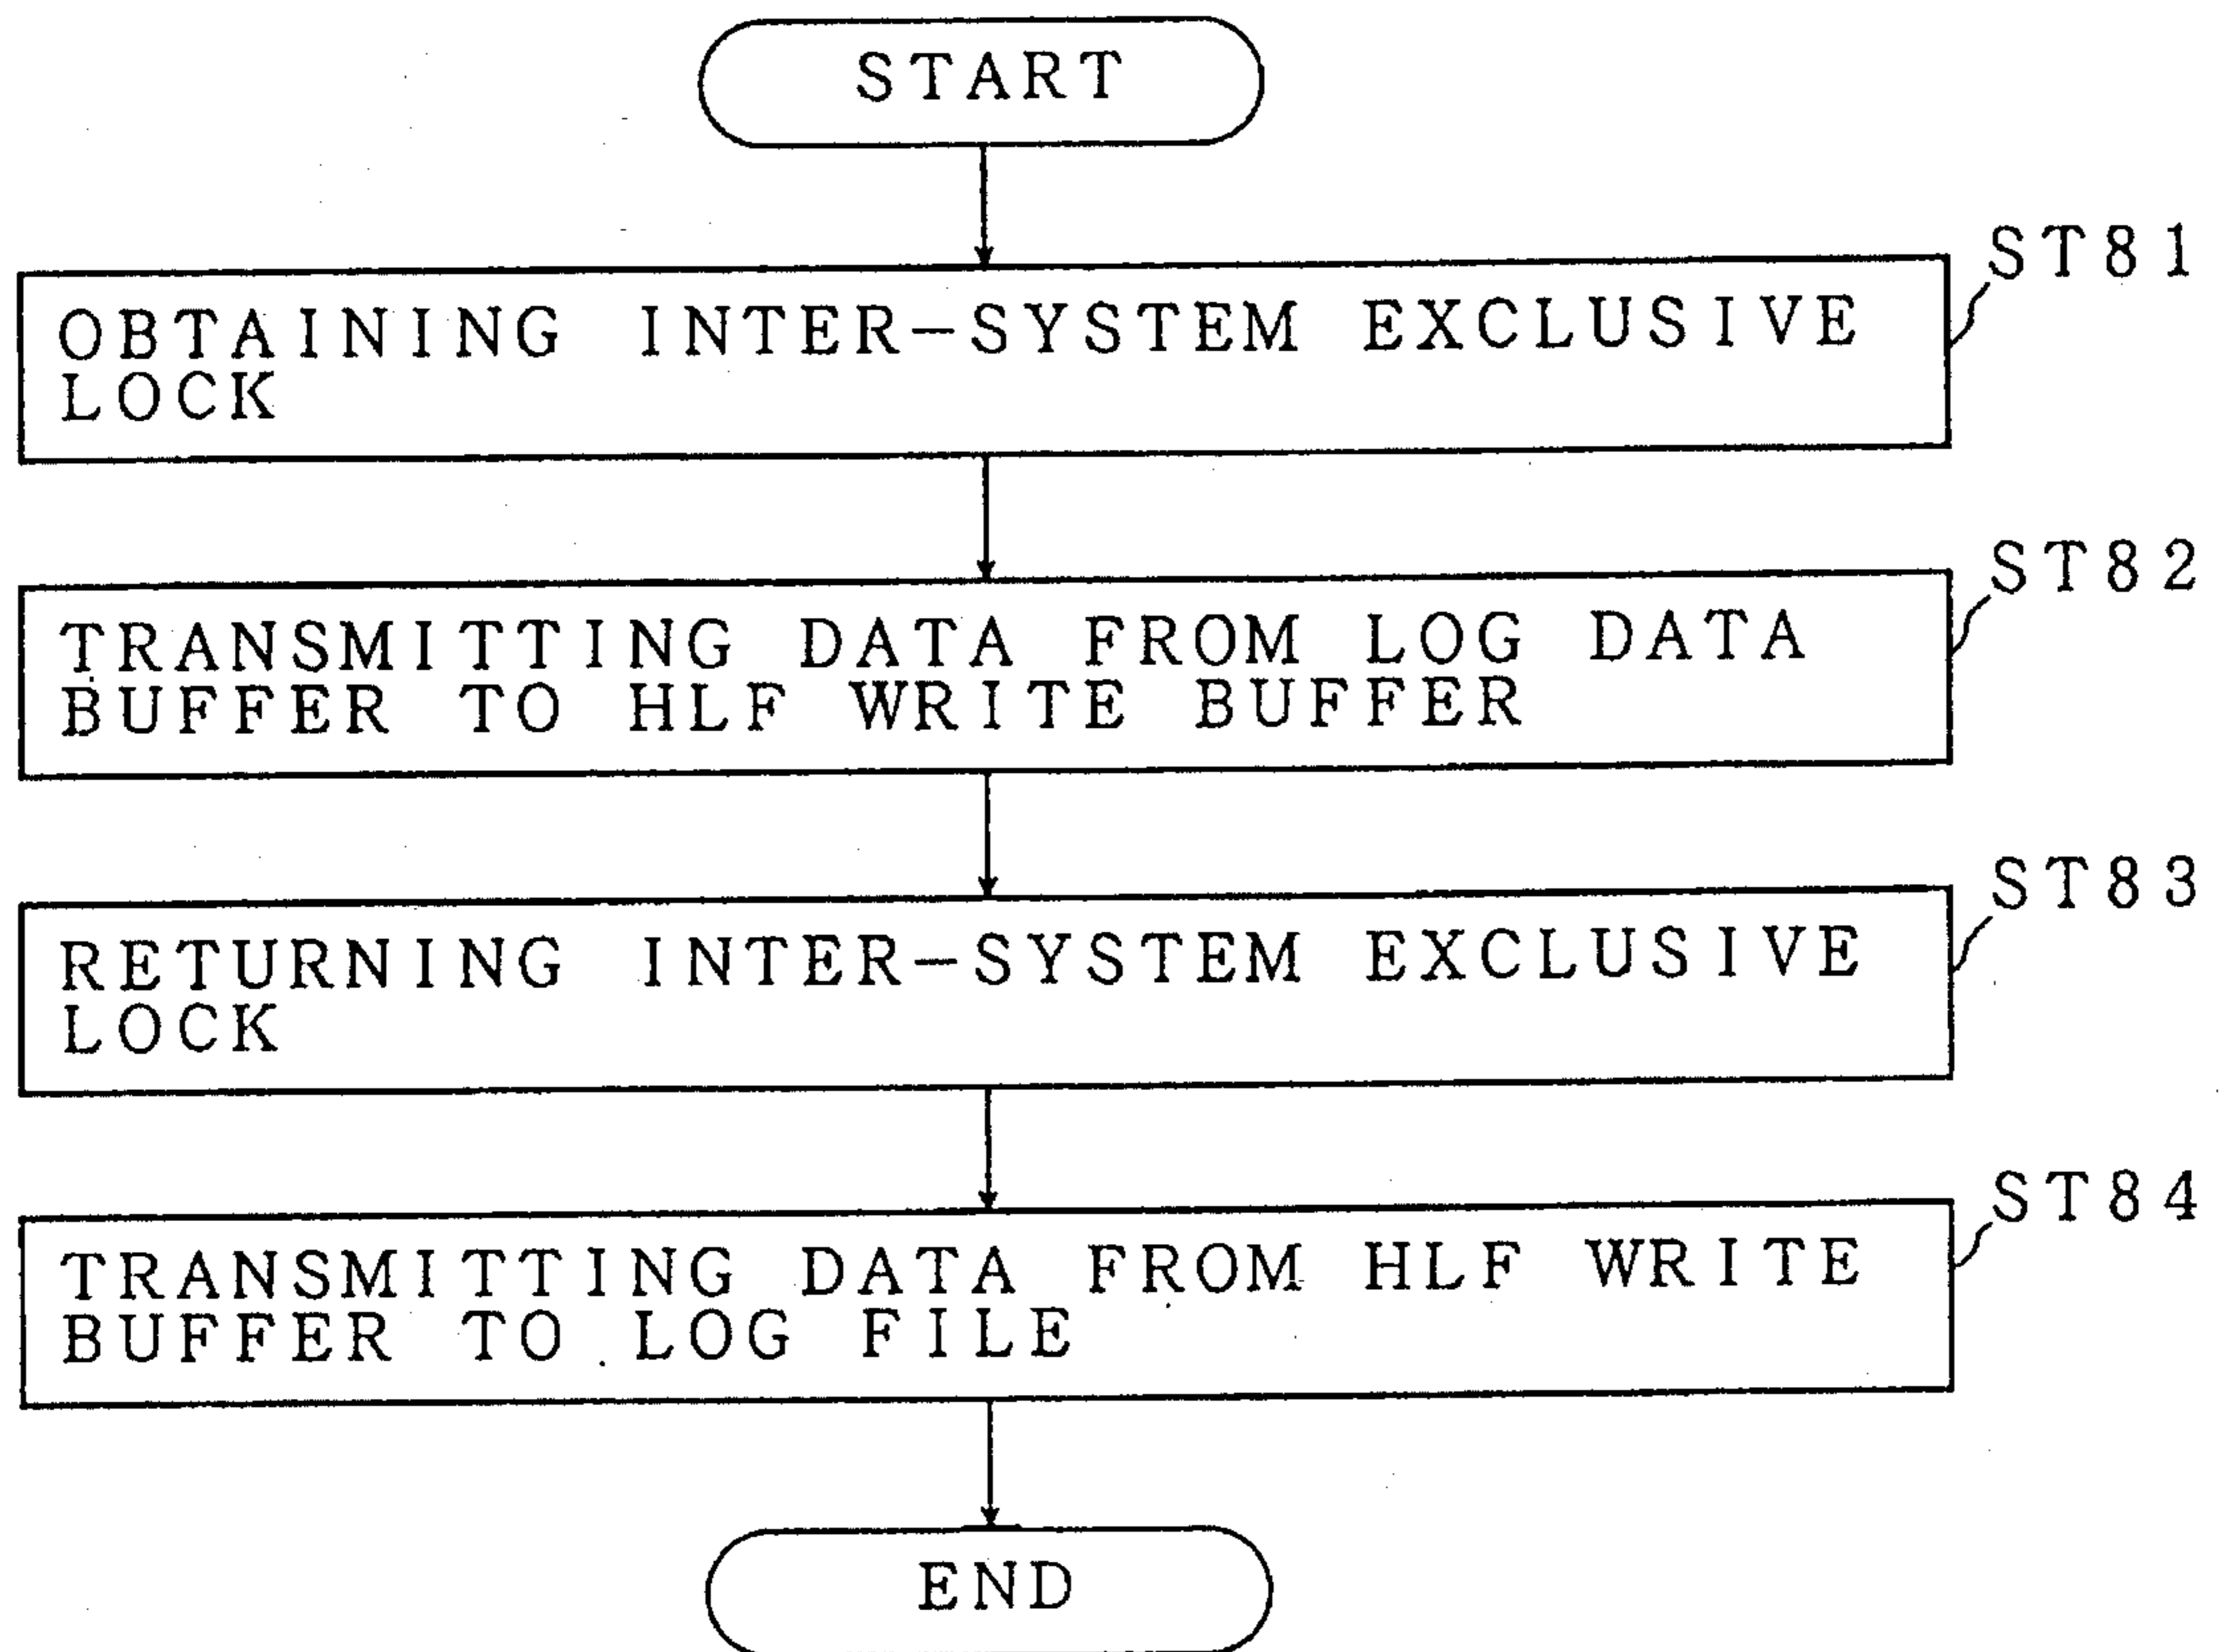 START
ST81
OBTAINING INTER-SYSTEM EXCLUSIVE
LOCK
ST82
TRANSMITTING DATA FROM LOG DATA
BUFFER TO HLF WRITE BUFFER
ST83
RETURNING INTER-SYSTEM EXCLUSIVE
LOCK
ST84
TRANSMITTING DATA FROM HLF WRITE
BUFFER TO LOG FILE
END